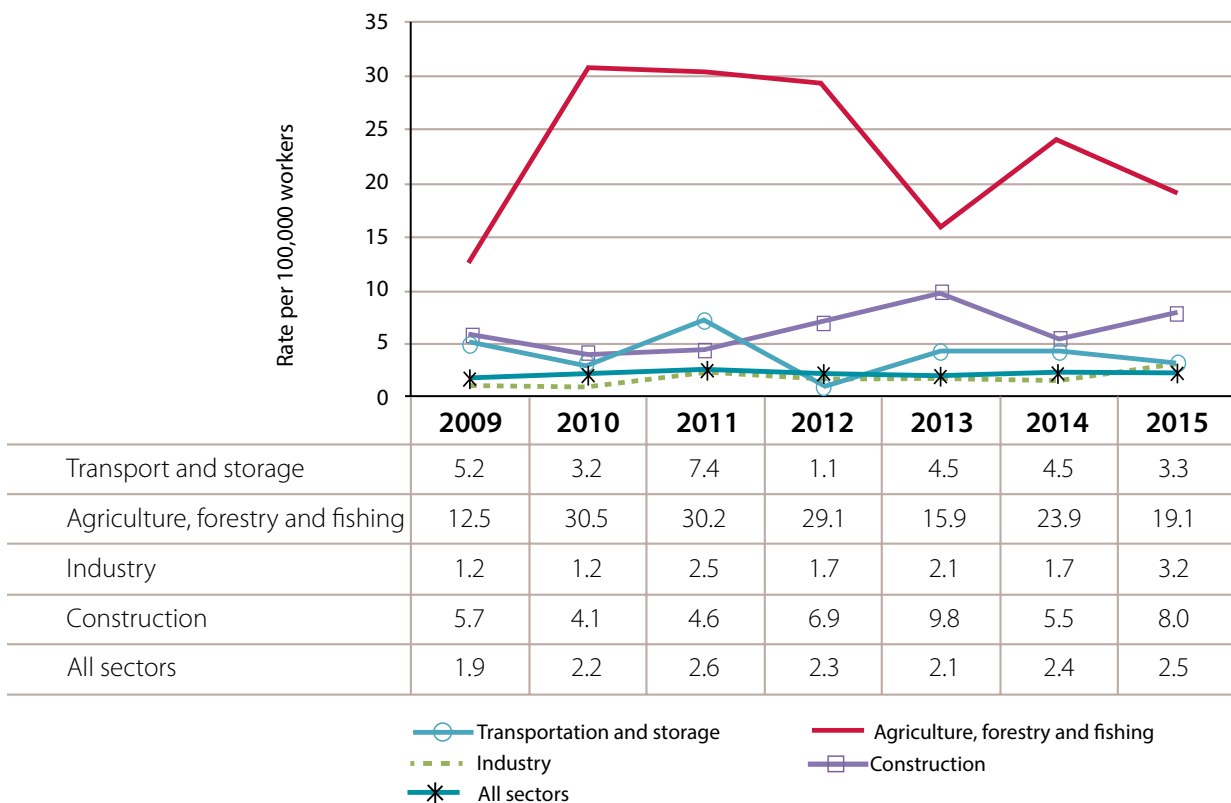 35
30
25
20
15
10
5
0
Rate per 100,000 workers
2009 2010 2011 2012 2013 2014 2015
Transport and storage 5.2 3.2 7.4 1.1 4.5 4.5 3.3
Agriculture, forestry and fishing 12.5 30.5 30.2 29.1 15.9 23.9 19.1
Industry 1.2 1.2 2.5 1.7 2.1 1.7 3.2
Construction 5.7 4.1 4.6 6.9 9.8 5.5 8.0
All sectors 1.9 2.2 2.6 2.3 2.1 2.4 2.5
Transportation and storage Agriculture, forestry and fishing
Industry Construction
All sectors